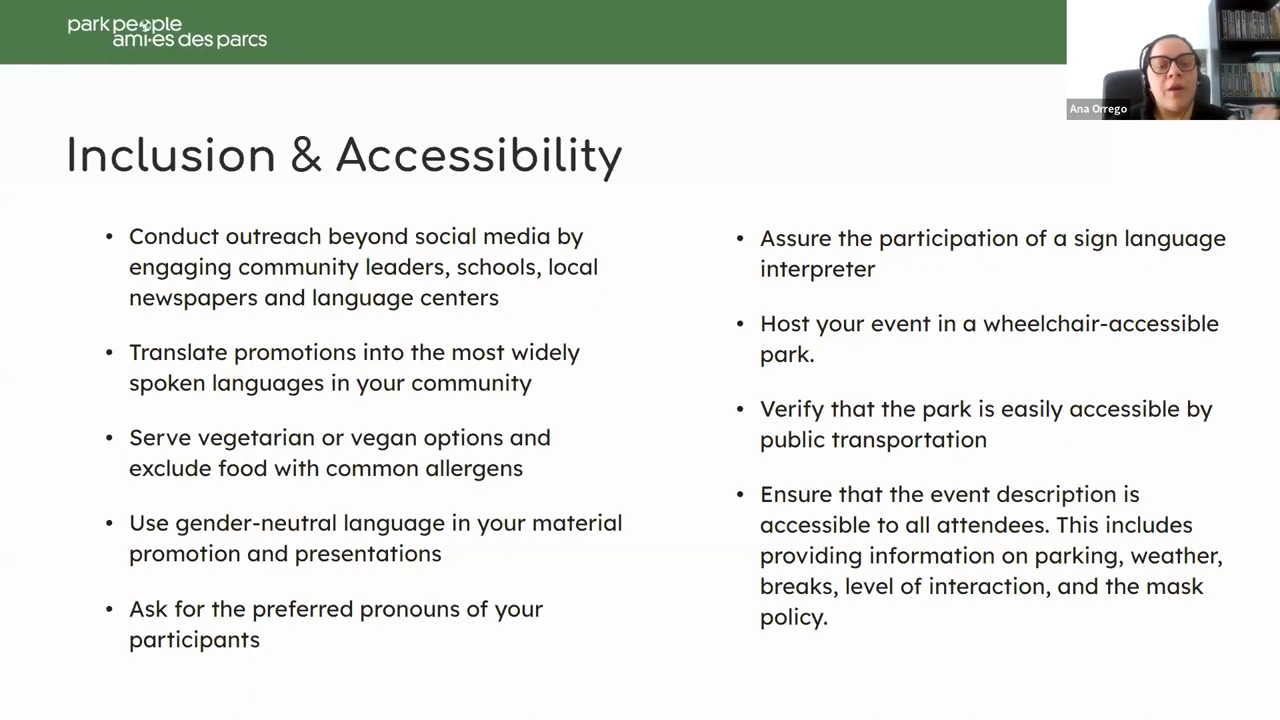 park people
ami·es des parcs
Ana Orrego
Inclusion & Accessibility
• Conduct outreach beyond social media by
engaging community leaders, schools, local
newspapers and language centers
• Translate promotions into the most widely
spoken languages in your community
• Serve vegetarian or vegan options and
exclude food with common allergens
• Use gender-neutral language in your material
promotion and presentations
• Ask for the preferred pronouns of your
participants
• Assure the participation of a sign language
interpreter
• Host your event in a wheelchair-accessible
park.
• Verify that the park is easily accessible by
public transportation
• Ensure that the event description is
accessible to all attendees. This includes
providing information on parking, weather,
breaks, level of interaction, and the mask
policy.